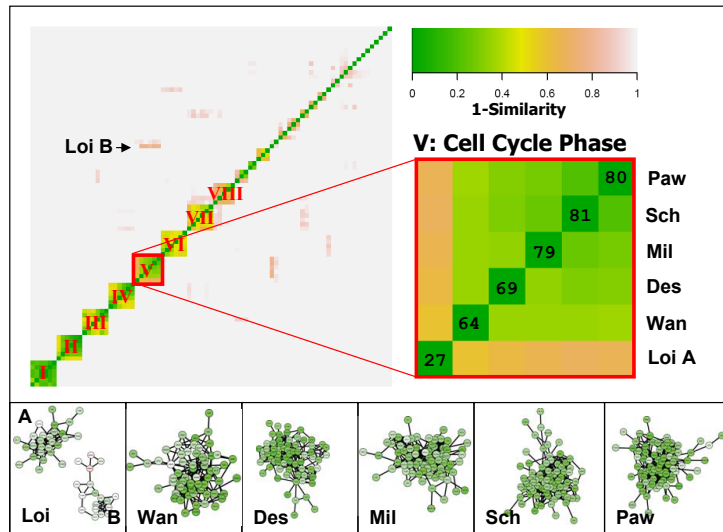 0 0.2 0.4 0.6 0.8 1
1-Similarity
Loi B
V: Cell Cycle Phase
I
II
III
IV
V
VI
VII
VIII
80 Paw
81 Sch
79 Mil
69 Des
64 Wan
27 Loi A
A
Loi B Wan Des Mil Sch Paw